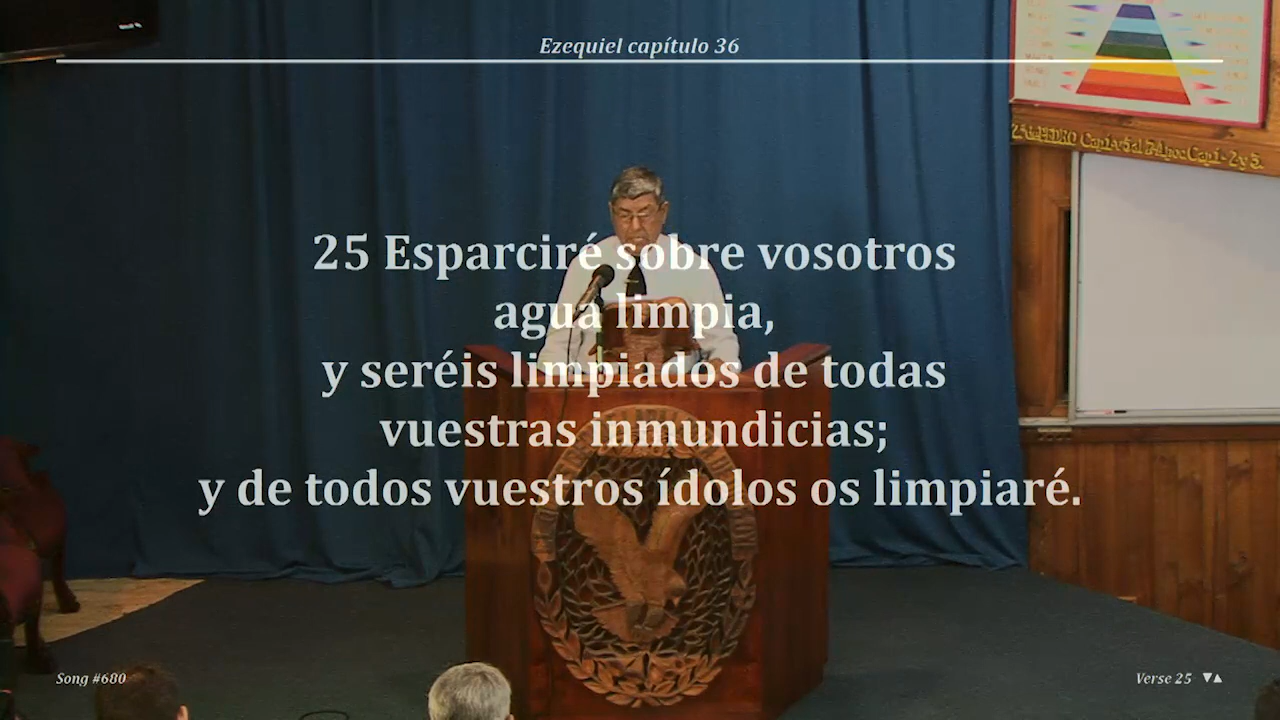 Ezequiel capítulo 36
25 Esparciré sobre vosotros
agua limpia,
y seréis limpiados de todas
vuestras inmundicias;
y de todos vuestros ídolos os limpiaré.
Song #680
Verse 25 ▼▲